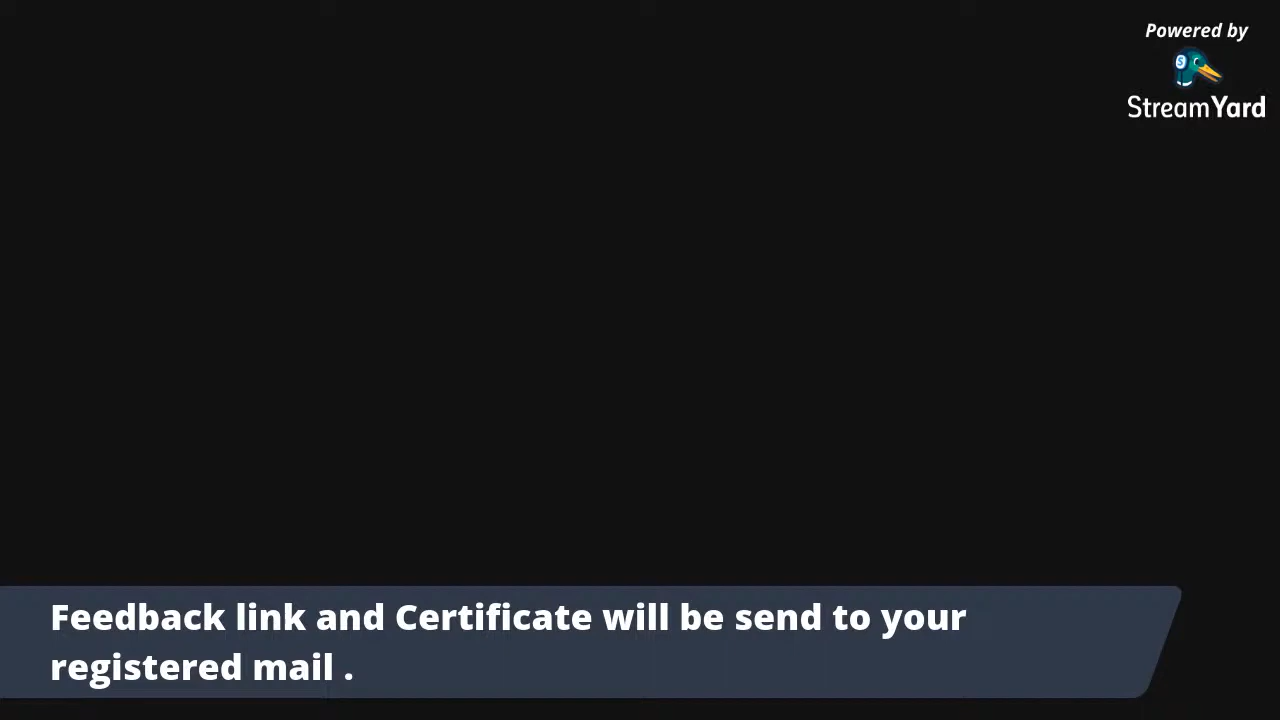 Powered by
S
StreamYard
Feedback link and Certificate will be send to your
registered mail .